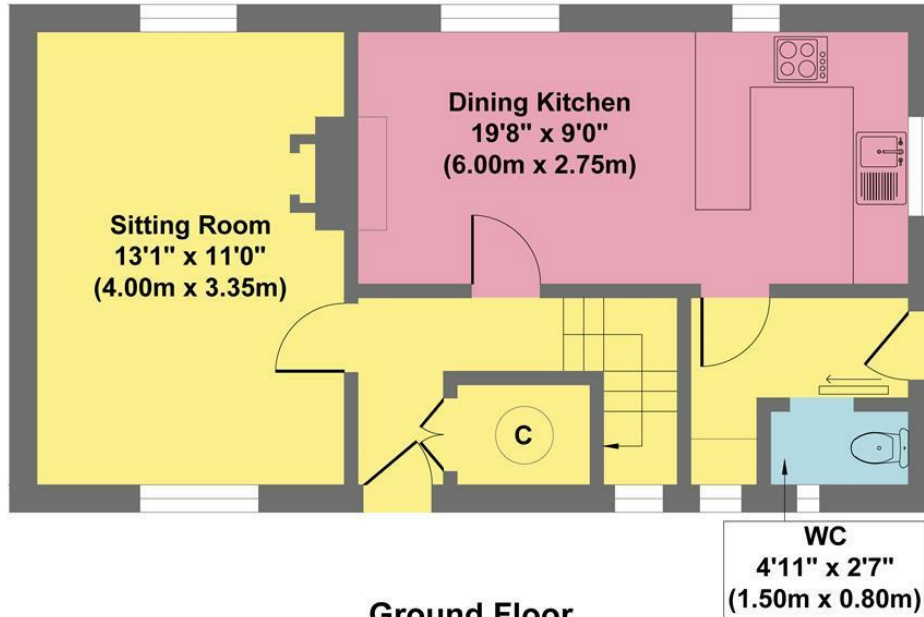 Dining Kitchen
19'8" x 9'0"
(6.00m x 2.75m)
Sitting Room
13'1" x 11'0"
(4.00m x 3.35m)
C
WC
4'11" x 2'7"
(1.50m x 0.80m)
Ground Floor